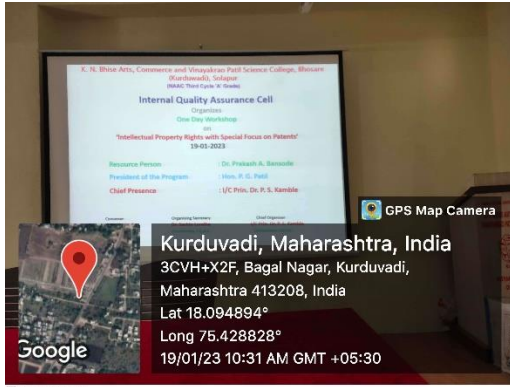 K. N. Bhise Arts, Commerce and Vinayakrao Patil Science College, Bhosare
(Kurduwadi), Solapur
(NAAC Third Cycle 'A' Grade)
Internal Quality Assurance Cell
Organizes
One Day Workshop
on
'Intellectual Property Rights with Special Focus on Patents'
19-01-2023
Resource Person : Dr. Prakash A. Bansode
President of the Program : Hon. P. G. Patil
Chief Presence : I/C Prin. Dr. P. S. Kamble
Organizing Secretary
Chief Organizer
GPS Map Camera
Kurduvadi, Maharashtra, India
3CVH+X2F, Bagal Nagar, Kurduvadi,
Maharashtra 413208, India
Lat 18.094894°
Long 75.428828°
19/01/23 10:31 AM GMT +05:30
Google